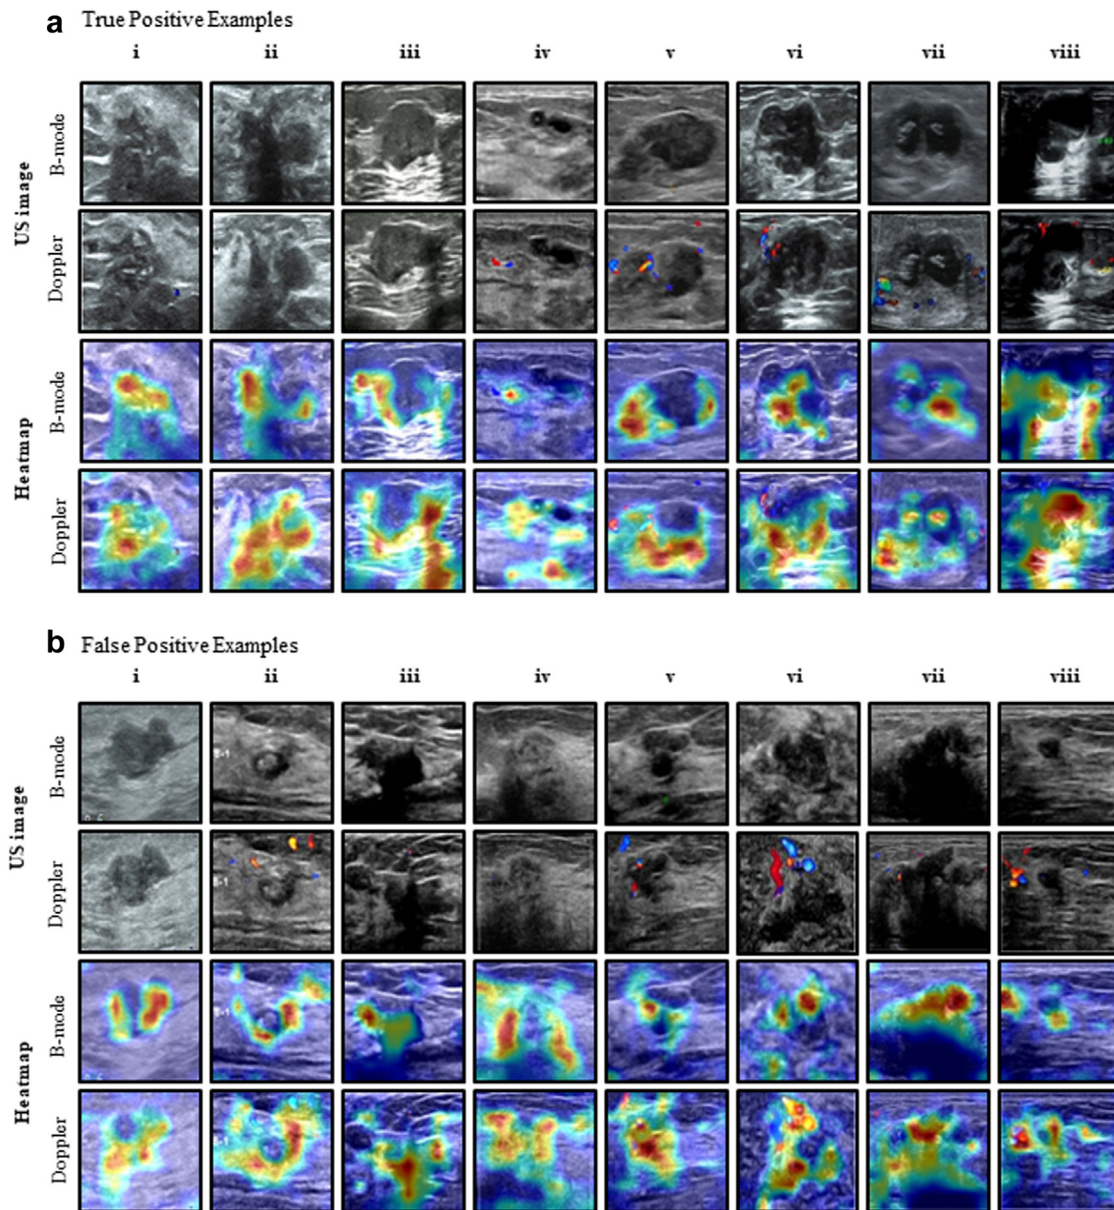 a True Positive Examples
i ii iii iv v vi vii viii
US image
B-mode
Doppler
Heatmap
B-mode
Doppler
b False Positive Examples
i ii iii iv v vi vii viii
US image
B-mode
Doppler
Heatmap
B-mode
Doppler